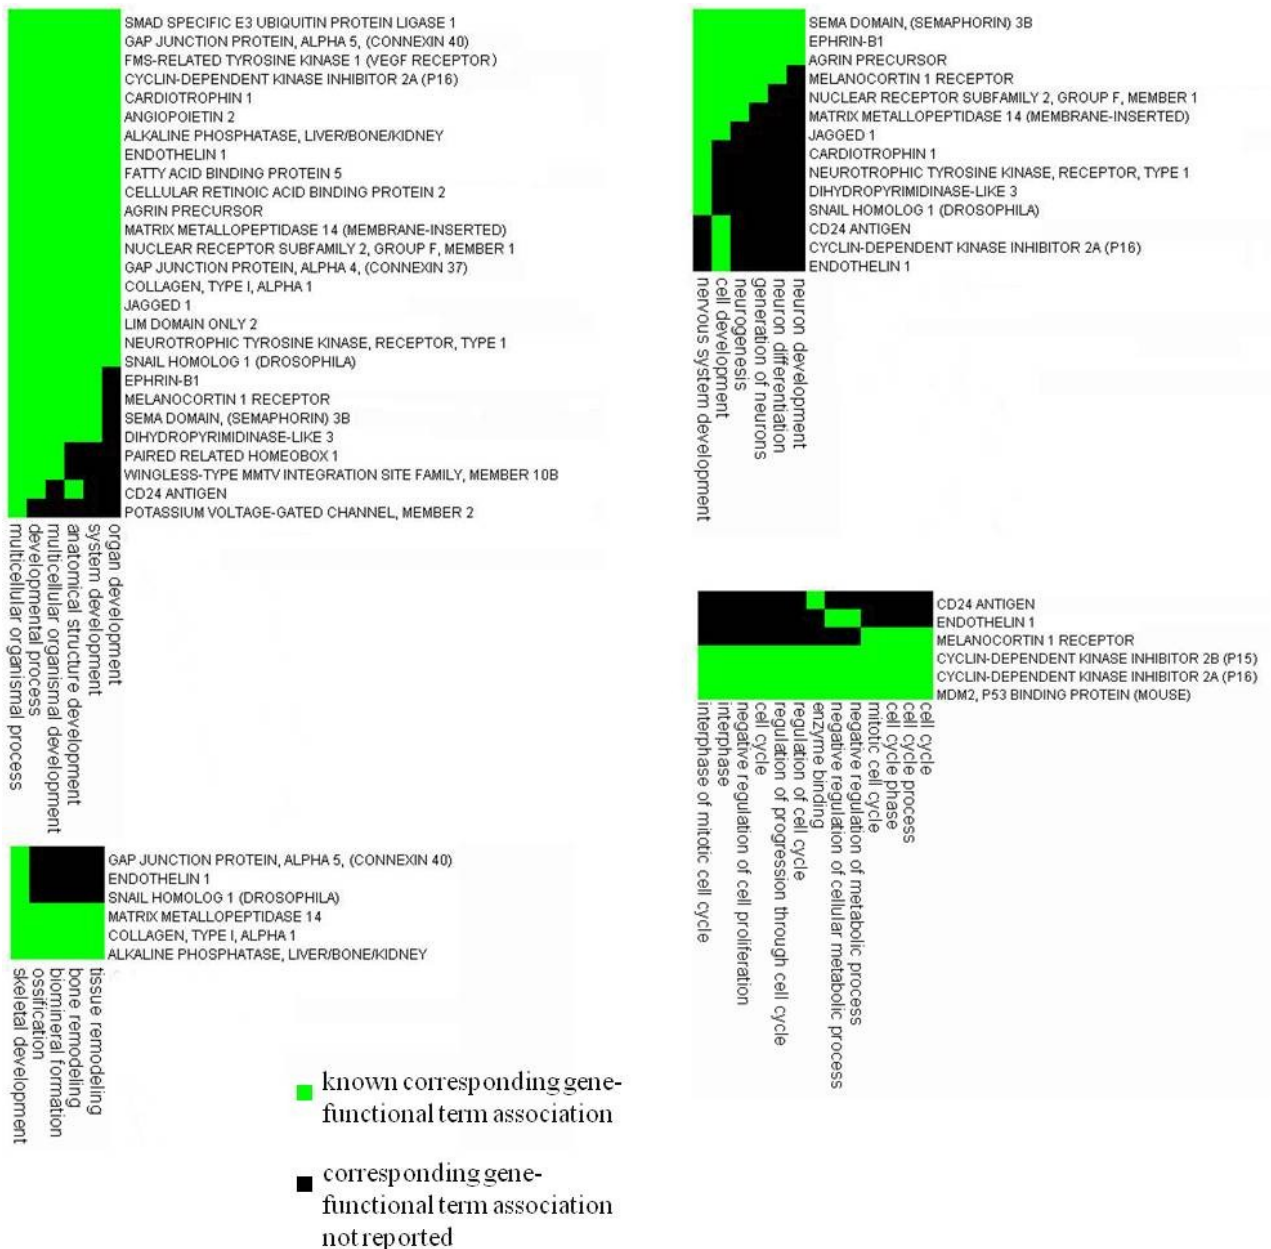 SMAD SPECIFIC E3 UBIQUITIN PROTEIN LIGASE 1
GAP JUNCTION PROTEIN, ALPHA 5, (CONNEXIN 40)
FMS-RELATED TYROSINE KINASE 1 (VEGF RECEPTOR)
CYCLIN-DEPENDENT KINASE INHIBITOR 2A (P16)
CARDIOTROPHIN 1
ANGIOPOIETIN 2
ALKALINE PHOSPHATASE, LIVER/BONE/KIDNEY
ENDOTHELIN 1
FATTY ACID BINDING PROTEIN 5
CELLULAR RETINOIC ACID BINDING PROTEIN 2
AGRIN PRECURSOR
MATRIX METALLOPEPTIDASE 14 (MEMBRANE-INSERTED)
NUCLEAR RECEPTOR SUBFAMILY 2, GROUP F, MEMBER 1
GAP JUNCTION PROTEIN, ALPHA 4, (CONNEXIN 37)
COLLAGEN, TYPE I, ALPHA 1
JAGGED 1
LIM DOMAIN ONLY 2
NEUROTROPHIC TYROSINE KINASE, RECEPTOR, TYPE 1
SNAIL HOMOLOG 1 (DROSOPHILA)
EPHRIN-B1
MELANOCORTIN 1 RECEPTOR
SEMA DOMAIN, (SEMAPHORIN) 3B
DIHYDROPYRIMIDINASE-LIKE 3
PAIRED RELATED HOMEOBOX 1
WINGLESS-TYPE MMTV INTEGRATION SITE FAMILY, MEMBER 10B
CD24 ANTIGEN
POTASSIUM VOLTAGE-GATED CHANNEL, MEMBER 2
multicellular organismal process
developmental process
multicellular organismal development
anatomical structure development
system development
organ development
SEMA DOMAIN, (SEMAPHORIN) 3B
EPHRIN-B1
AGRIN PRECURSOR
MELANOCORTIN 1 RECEPTOR
NUCLEAR RECEPTOR SUBFAMILY 2, GROUP F, MEMBER 1
MATRIX METALLOPEPTIDASE 14 (MEMBRANE-INSERTED)
JAGGED 1
CARDIOTROPHIN 1
NEUROTROPHIC TYROSINE KINASE, RECEPTOR, TYPE 1
DIHYDROPYRIMIDINASE-LIKE 3
SNAIL HOMOLOG 1 (DROSOPHILA)
CD24 ANTIGEN
CYCLIN-DEPENDENT KINASE INHIBITOR 2A (P16)
ENDOTHELIN 1
nervous system development
cell development
neurogenesis
generation of neurons
neuron differentiation
neuron development
CD24 ANTIGEN
ENDOTHELIN 1
MELANOCORTIN 1 RECEPTOR
CYCLIN-DEPENDENT KINASE INHIBITOR 2B (P15)
CYCLIN-DEPENDENT KINASE INHIBITOR 2A (P16)
MDM2, P53 BINDING PROTEIN (MOUSE)
interphase of mitotic cell cycle
interphase
negative regulation of cell proliferation
cell cycle
regulation of progression through cell cycle
regulation of cell cycle
enzyme binding
negative regulation of cellular metabolic process
negative regulation of metabolic process
mitotic cell cycle
cell cycle phase
cell cycle process
cell cycle
GAP JUNCTION PROTEIN, ALPHA 5, (CONNEXIN 40)
ENDOTHELIN 1
SNAIL HOMOLOG 1 (DROSOPHILA)
MATRIX METALLOPEPTIDASE 14
COLLAGEN, TYPE I, ALPHA 1
ALKALINE PHOSPHATASE, LIVER/BONE/KIDNEY
skeletal development
ossification
biomineral formation
bone remodeling
tissue remodeling
known corresponding gene-
functional term association
corresponding gene-
functional term association
not reported